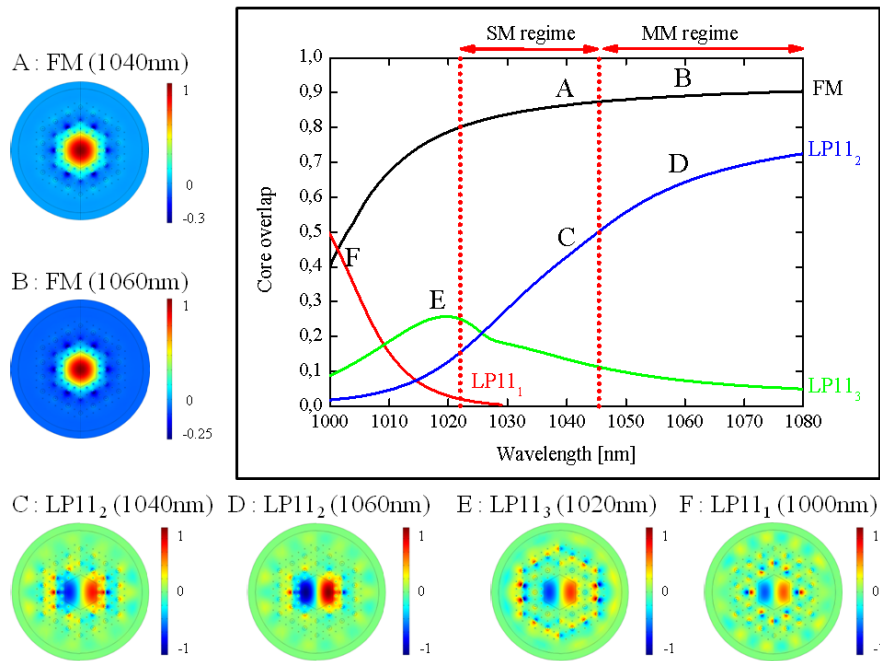 A : FM (1040nm)
1
0
-0.3
B : FM (1060nm)
1
0
-0.25
SM regime
MM regime
1,0
0,9
0,8
0,7
0,6
0,5
0,4
0,3
0,2
0,1
0,0
Core overlap
A
B
C
D
E
F
FM
LP11₂
LP11₁
LP11₃
1000 1010 1020 1030 1040 1050 1060 1070 1080
Wavelength [nm]
C : LP11₂ (1040nm)
1
0
-1
D : LP11₂ (1060nm)
1
0
-1
E : LP11₃ (1020nm)
1
0
-1
F : LP11₁ (1000nm)
1
0
-1